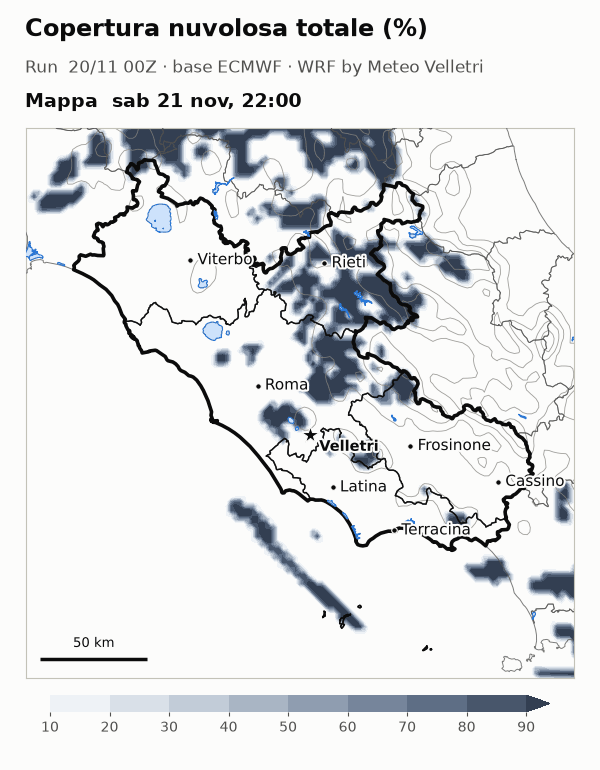 Copertura nuvolosa totale (%)
Run  20/11 00Z · base ECMWF · WRF by Meteo Velletri
Mappa  sab 21 nov, 22:00
Viterbo
Rieti
Roma
Velletri
Frosinone
Cassino
Latina
Terracina
50 km
10 20 30 40 50 60 70 80 90